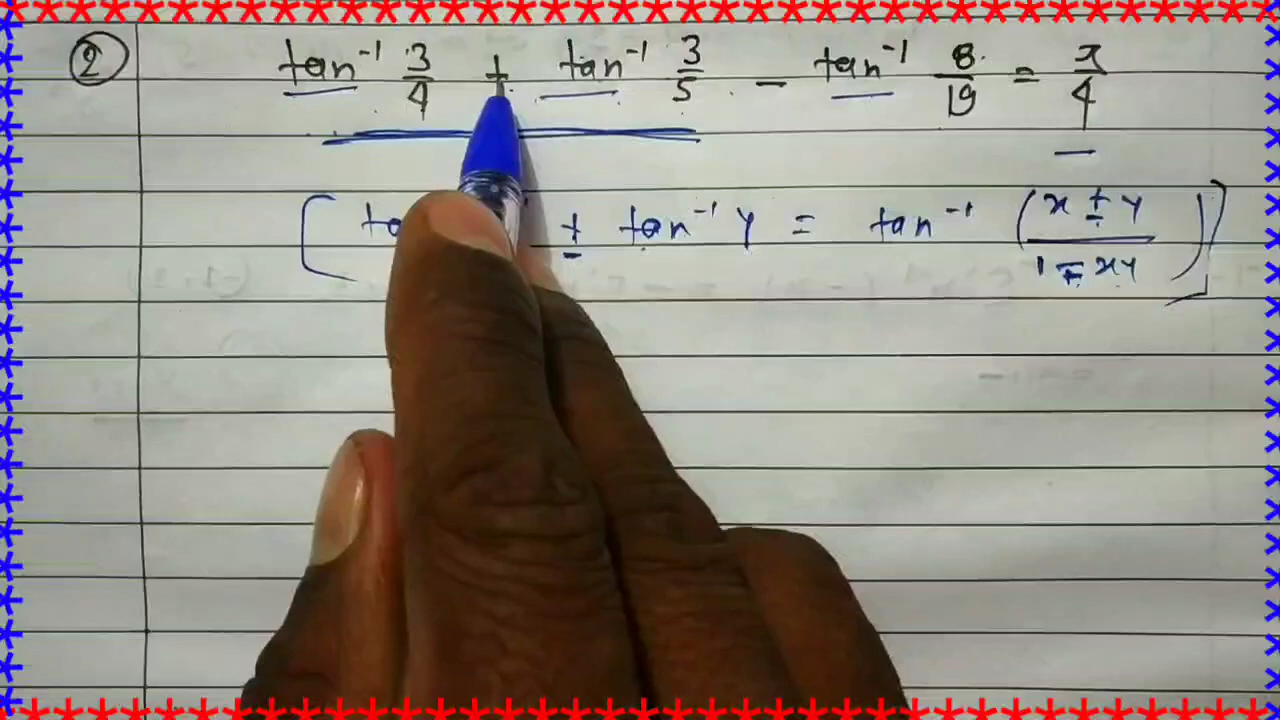 ② tan⁻¹ 3/4 + tan⁻¹ 3/5 - tan⁻¹ 8/19 = π/4
[ ta ± tan⁻¹ y = tan⁻¹ ( x ± y / 1 ∓ xy ) ]